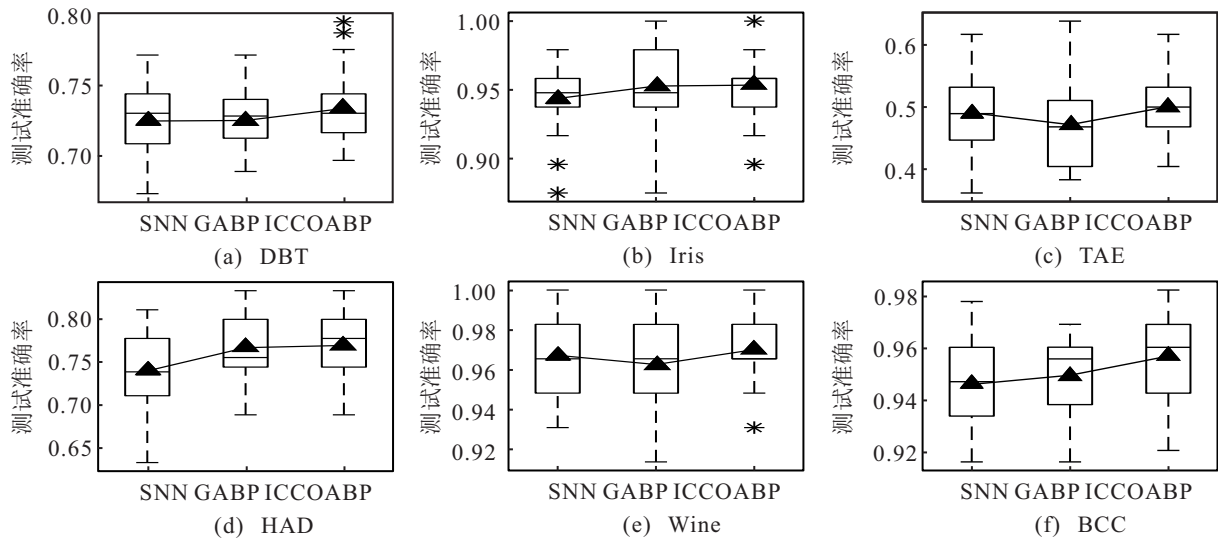 0.80
0.75
0.70
测试准确率
SNN GABP ICCOABP
(a) DBT
1.00
0.95
0.90
测试准确率
SNN GABP ICCOABP
(b) Iris
0.6
0.5
0.4
测试准确率
SNN GABP ICCOABP
(c) TAE
0.80
0.75
0.70
0.65
测试准确率
SNN GABP ICCOABP
(d) HAD
1.00
0.98
0.96
0.94
0.92
测试准确率
SNN GABP ICCOABP
(e) Wine
0.98
0.96
0.94
0.92
测试准确率
SNN GABP ICCOABP
(f) BCC